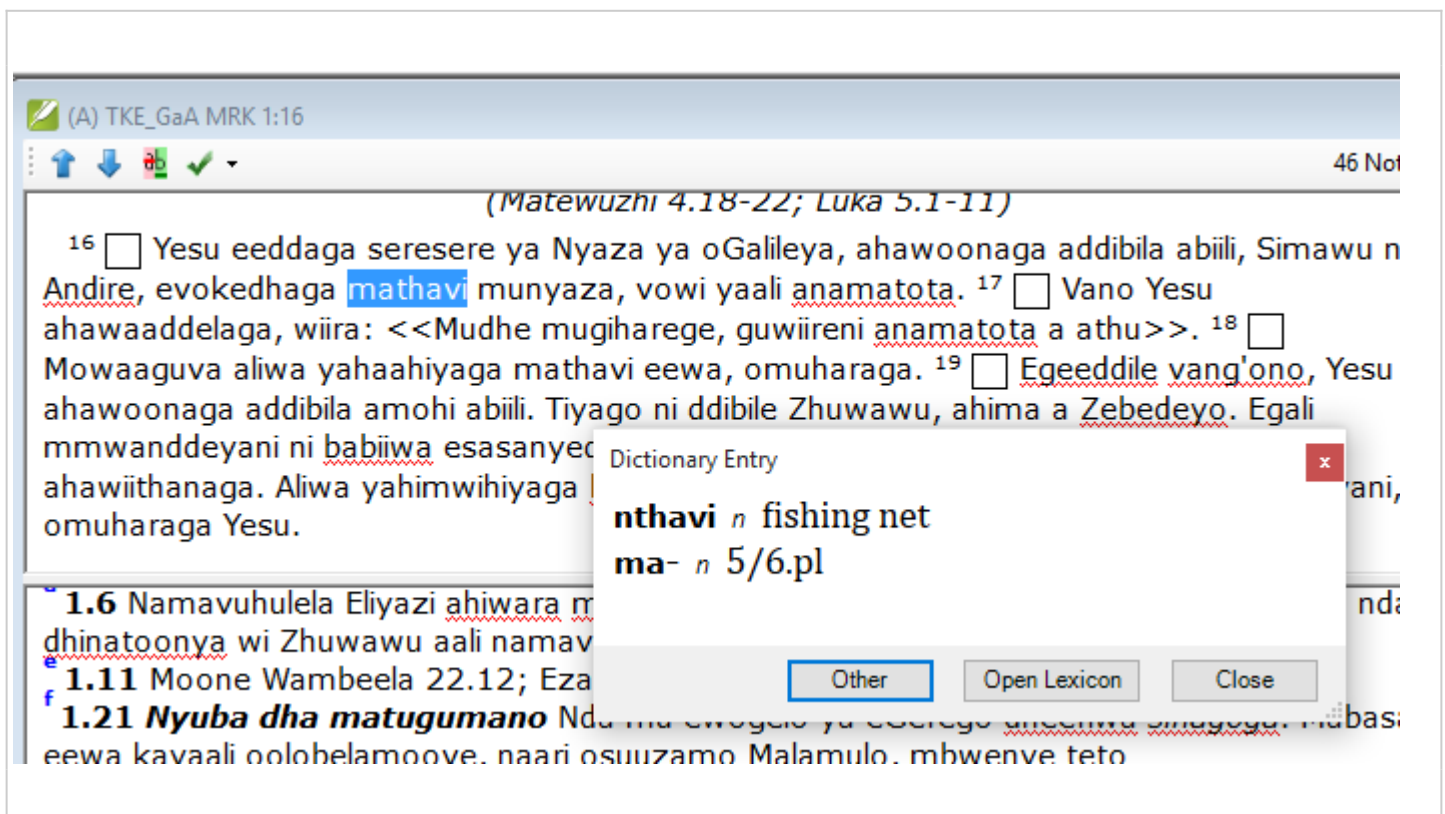 (A) TKE_GaA MRK 1:16
46 Not
(Matewuzhi 4.18-22; Luka 5.1-11)
16 Yesu eeddaga seresere ya Nyaza ya oGalileya, ahawoonaga addibila abiili, Simawu n
Andire, evokedhaga mathavi munyaza, vowi yaali anamatota. 17 Vano Yesu
ahawaaddelaga, wiira: <<Mudhe mugiharege, guwiireni anamatota a athu>>. 18
Mowaaguva aliwa yahaahiyaga mathavi eewa, omuharaga. 19 Egeeddile vang'ono, Yesu
ahawoonaga addibila amohi abiili. Tiyago ni ddibile Zhuwawu, ahima a Zebedeyo. Egali
mmwanddeyani ni babiiwa esasanyed
ahawiithanaga. Aliwa yahimwihiyaga yani,
omuharaga Yesu.
Dictionary Entry
x
nthavi n fishing net
ma- n 5/6.pl
Other Open Lexicon Close
1.6 Namavuhulela Eliyazi ahiwara m nda
dhinatoonya wi Zhuwawu aali namav
e 1.11 Moone Wambeela 22.12; Eza
f 1.21 Nyuba dha matugumano
eewa kavaali oolobelamoove, naari osuuzamo Malamulo, mbwenye teto